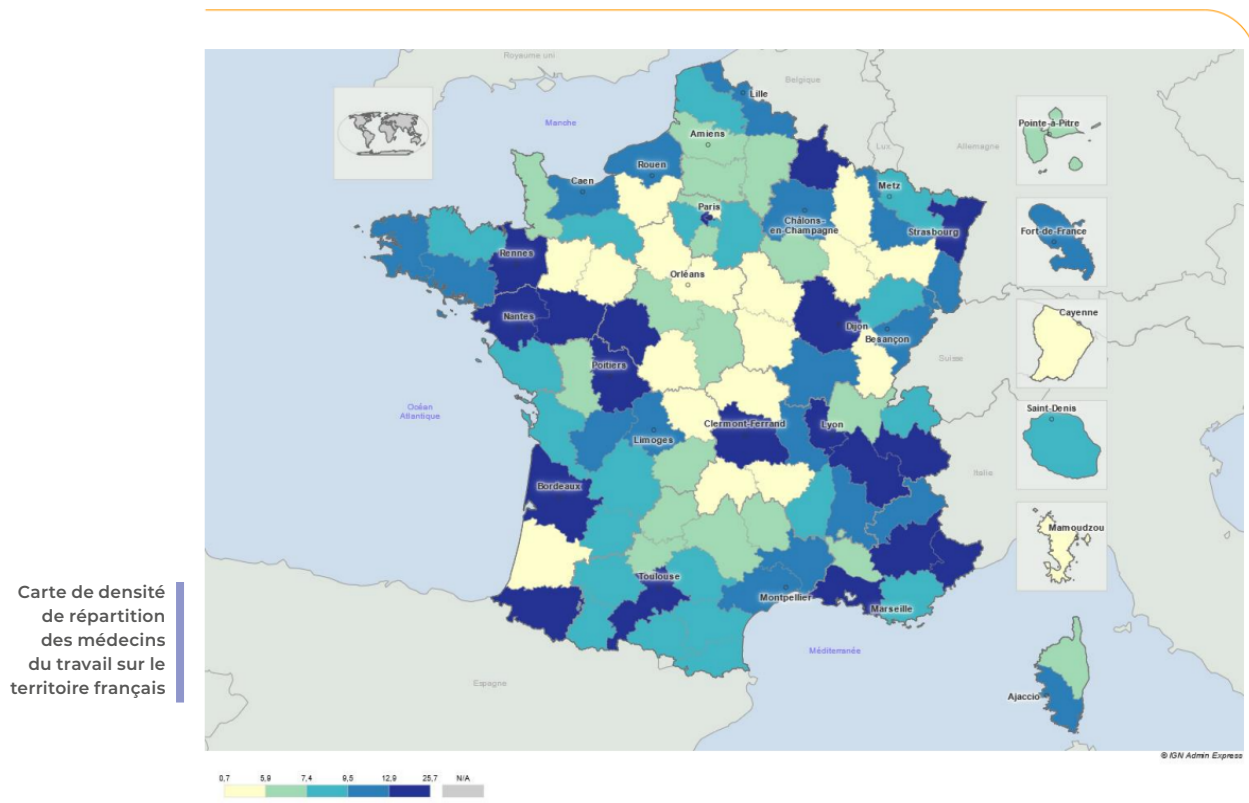 Royaume uni
Belgique
Lille
Manche
Pointe-à-Pitre
Amiens
Lux
Allemagne
Rouen
Caen
Metz
Paris
Châlons-
en-Champagne
Strasbourg
Fort-de-France
Rennes
Orléans
Nantes
Cayenne
Dijon
Besançon
Suisse
Poitiers
Océan
Atlantique
Saint-Denis
Clermont-Ferrand
Lyon
Limoges
Italie
Bordeaux
Mamoudzou
Toulouse
Carte de densité
de répartition
des médecins
du travail sur le
territoire français
Montpellier
Marseille
Méditerranée
Espagne
Ajaccio
© IGN Admin Express
0,7 5,9 7,4 9,5 12,9 25,7 N/A